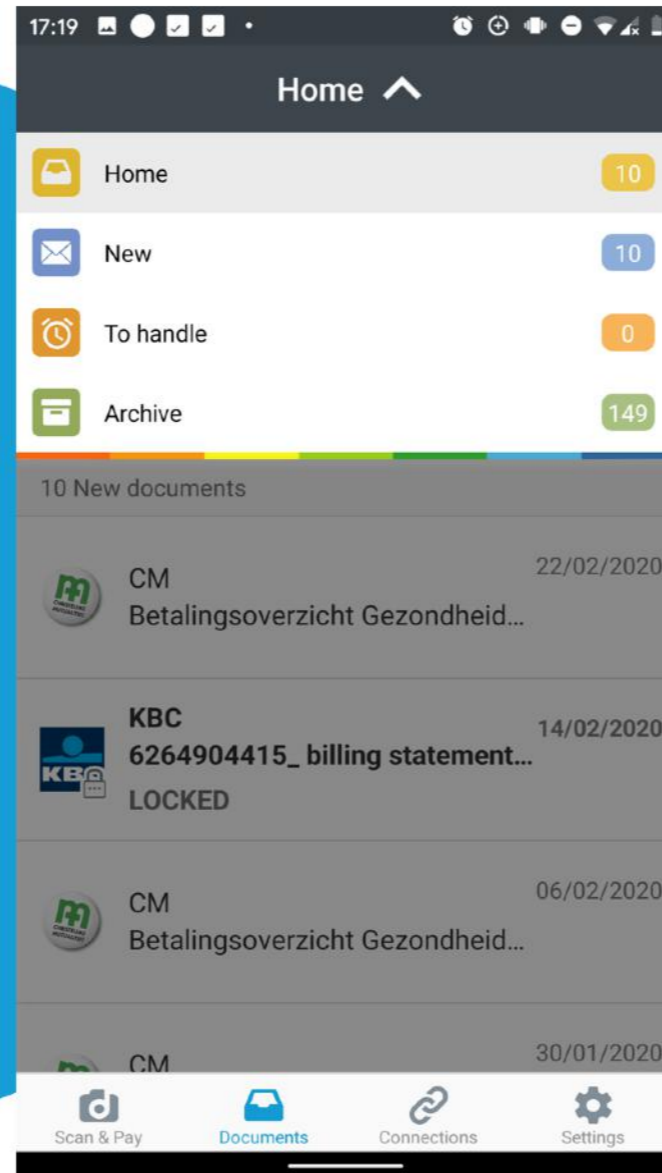 17:19
Home
Home 10
New 10
To handle 0
Archive 149
10 New documents
CM 22/02/2020
Betalingsoverzicht Gezondheid...
KBC 14/02/2020
6264904415_ billing statement...
LOCKED
KBC
CM 06/02/2020
Betalingsoverzicht Gezondheid...
CM 30/01/2020
Scan & Pay Documents Connections Settings